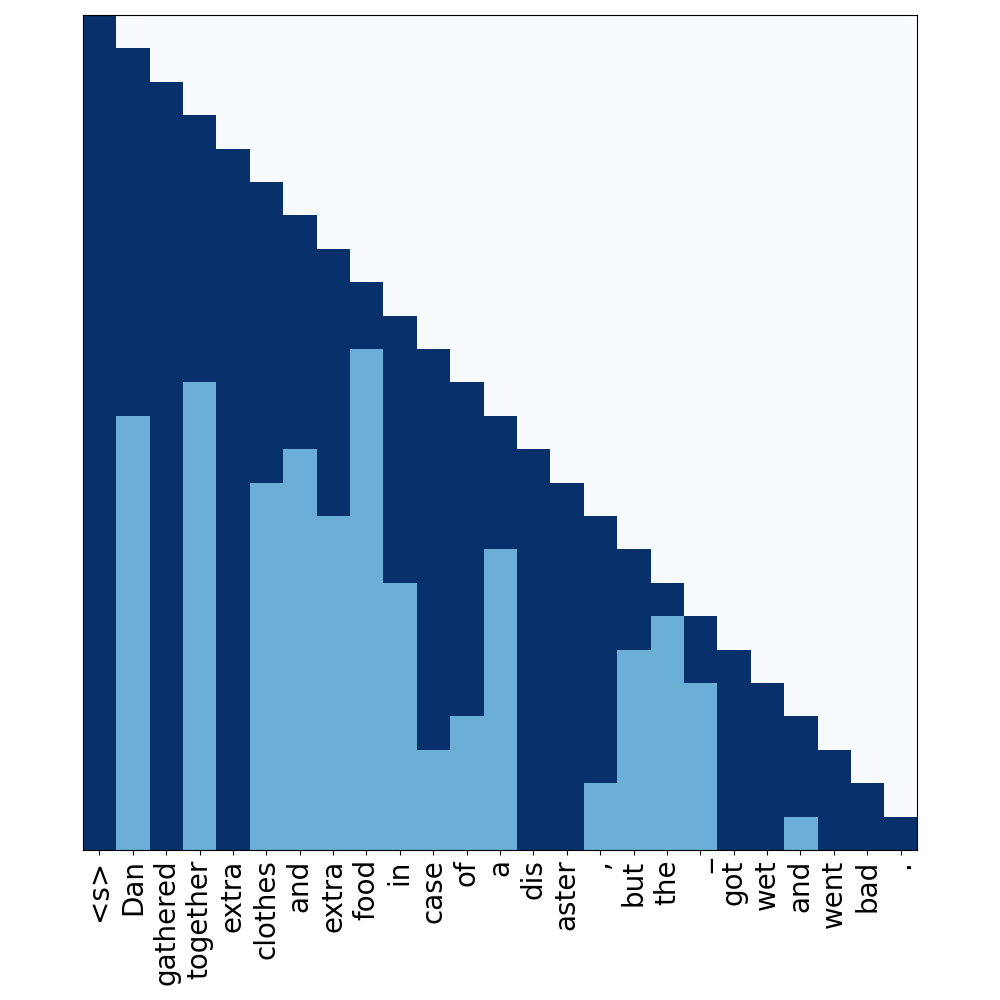 <s> Dan gathered together extra clothes and extra food in case of a dis aster , but the _ got wet and went bad .